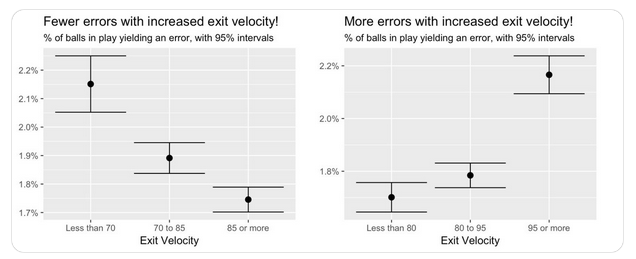 Fewer errors with increased exit velocity!
% of balls in play yielding an error, with 95% intervals
2.2%
2.1%
2.0%
1.9%
1.8%
1.7%
Less than 70 70 to 85 85 or more
Exit Velocity
More errors with increased exit velocity!
% of balls in play yielding an error, with 95% intervals
2.2%
2.0%
1.8%
Less than 80 80 to 95 95 or more
Exit Velocity